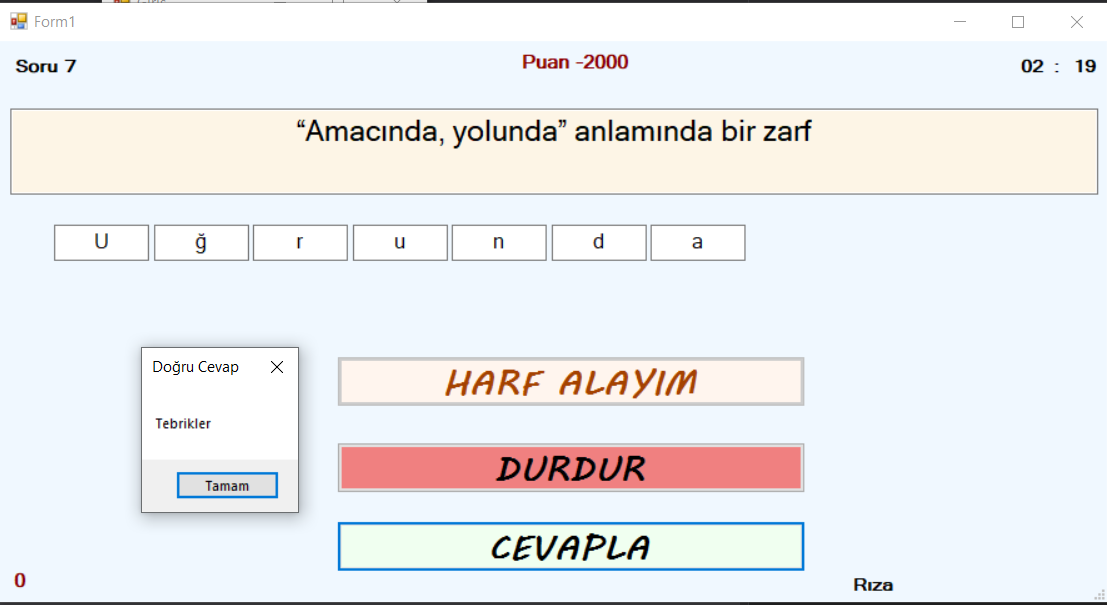 Form1
Soru 7
Puan -2000
02 : 19
“Amacında, yolunda” anlamında bir zarf
U ğ r u n d a
Doğru Cevap
Tebrikler
Tamam
HARF ALAYIM
DURDUR
CEVAPLA
0
Rıza